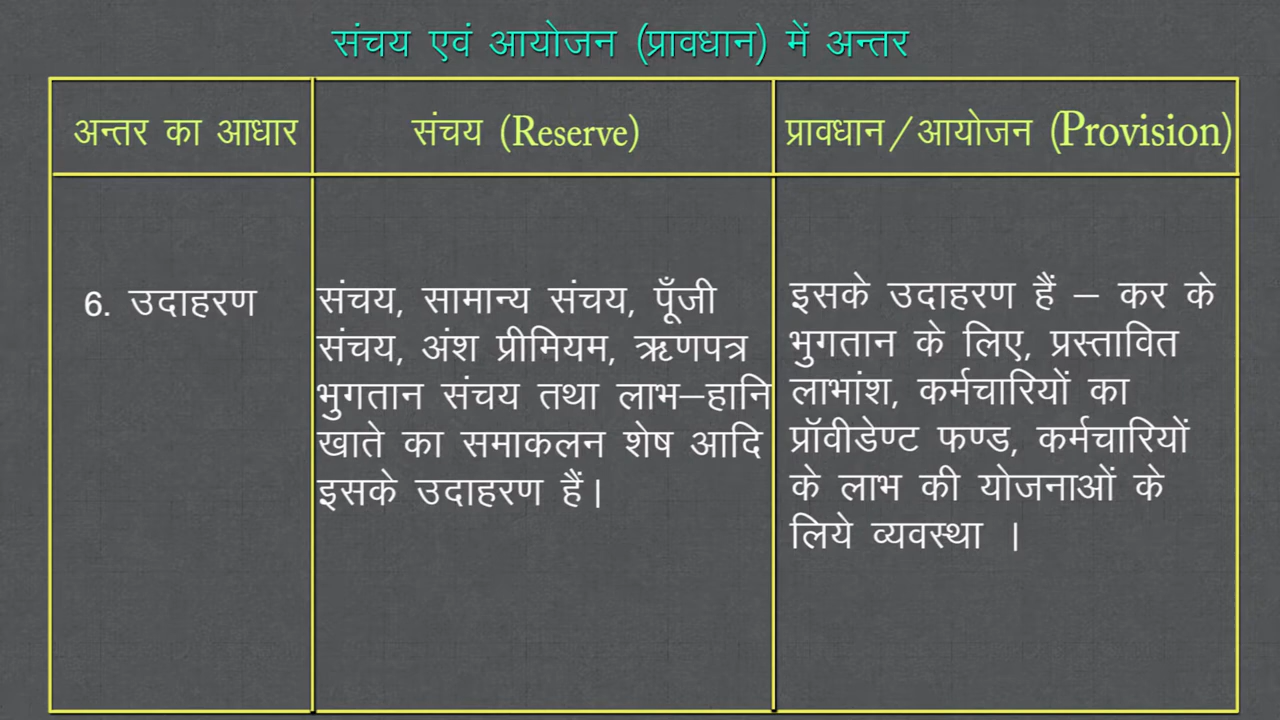 संचय एवं आयोजन (प्रावधान) में अन्तर
अन्तर का आधार
संचय (Reserve)
प्रावधान/आयोजन (Provision)
6. उदाहरण
संचय, सामान्य संचय, पूँजी
संचय, अंश प्रीमियम, ऋणपत्र
भुगतान संचय तथा लाभ–हानि
खाते का समाकलन शेष आदि
इसके उदाहरण हैं।
इसके उदाहरण हैं – कर के
भुगतान के लिए, प्रस्तावित
लाभांश, कर्मचारियों का
प्रॉवीडेण्ट फण्ड, कर्मचारियों
के लाभ की योजनाओं के
लिये व्यवस्था ।